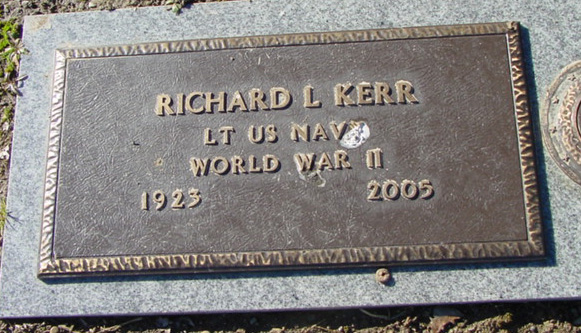 RICHARD L KERR
LT US NAVY
WORLD WAR II
1923 2005